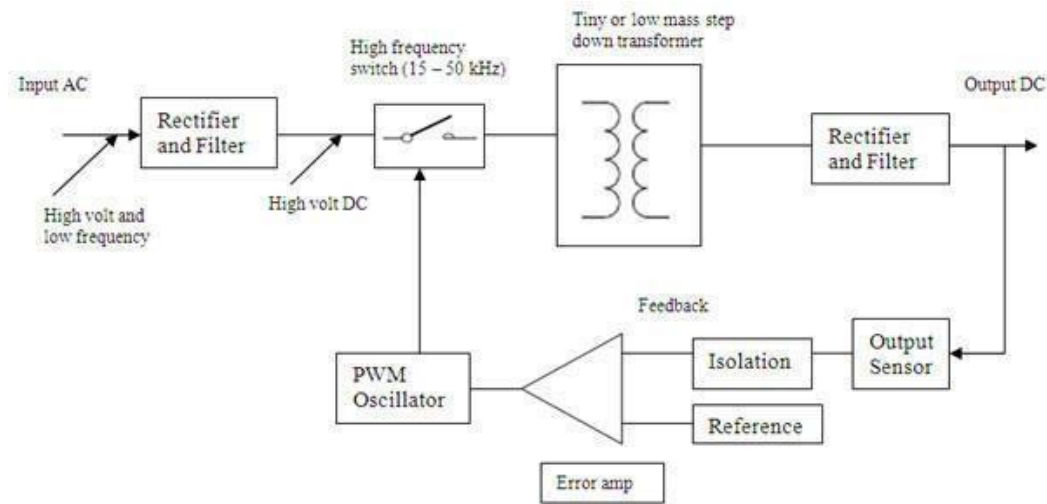 Tiny or low mass step
down transformer
High frequency
switch (15 – 50 kHz)
Input AC
Output DC
Rectifier
and Filter
Rectifier
and Filter
High volt DC
High volt and
low frequency
Feedback
PWM
Oscillator
Isolation
Output
Sensor
Reference
Error amp